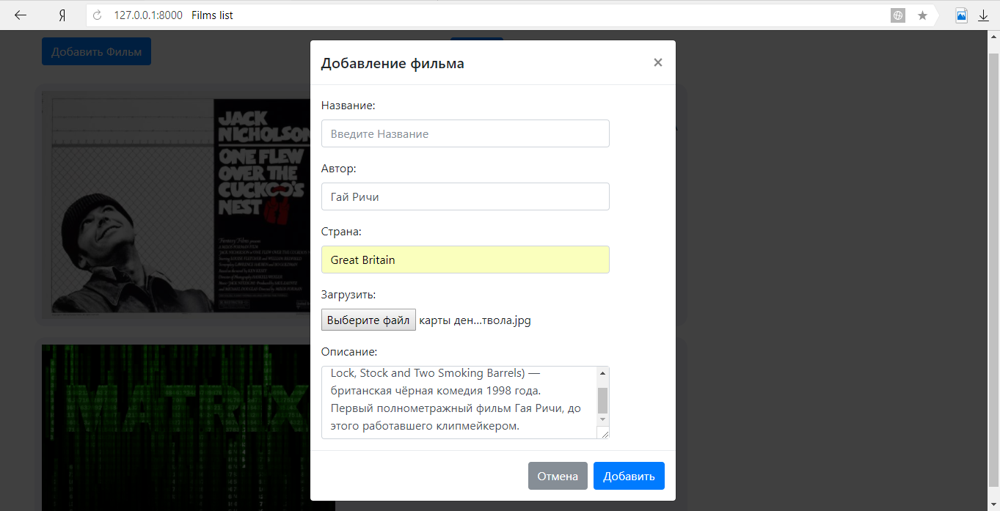 127.0.0.1:8000 Films list
Добавить Фильм
Добавление фильма
×
Название:
Введите Название
Автор:
Гай Ричи
Страна:
Great Britain
Загрузить:
Выберите файл карты ден...твола.jpg
Описание:
Lock, Stock and Two Smoking Barrels) —
британская чёрная комедия 1998 года.
Первый полнометражный фильм Гая Ричи, до
этого работавшего клипмейкером.
Отмена Добавить
JACK
NICHOLSON
ONE FLEW
OVER THE
CUCKOO'S
NEST
MATRIX